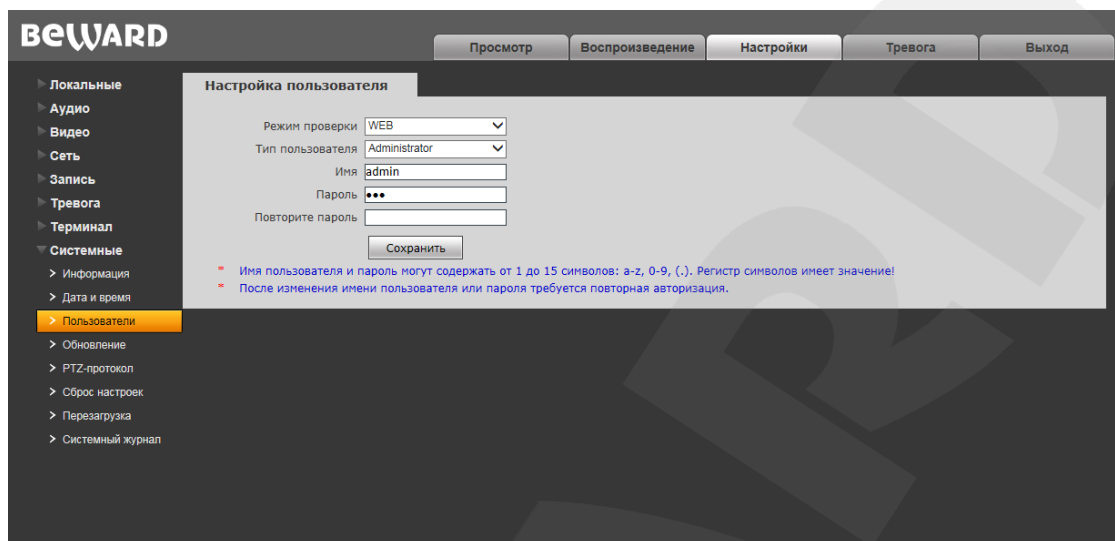 BEWARD
Просмотр
Воспроизведение
Настройки
Тревога
Выход
Локальные
Аудио
Видео
Сеть
Запись
Тревога
Терминал
Системные
> Информация
> Дата и время
> Пользователи
> Обновление
> PTZ-протокол
> Сброс настроек
> Перезагрузка
> Системный журнал
Настройка пользователя
Режим проверки WEB
Тип пользователя Administrator
Имя admin
Пароль •••
Повторите пароль
Сохранить
* Имя пользователя и пароль могут содержать от 1 до 15 символов: a-z, 0-9, (.). Регистр символов имеет значение!
* После изменения имени пользователя или пароля требуется повторная авторизация.